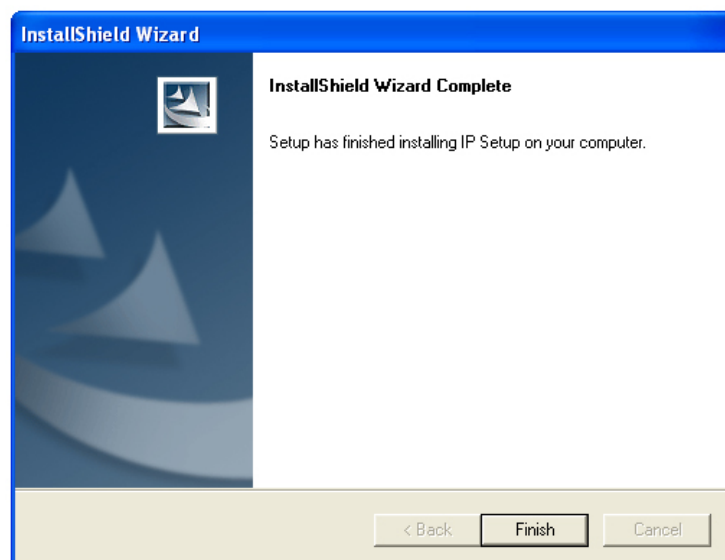 InstallShield Wizard
InstallShield Wizard Complete
Setup has finished installing IP Setup on your computer.
< Back Finish Cancel